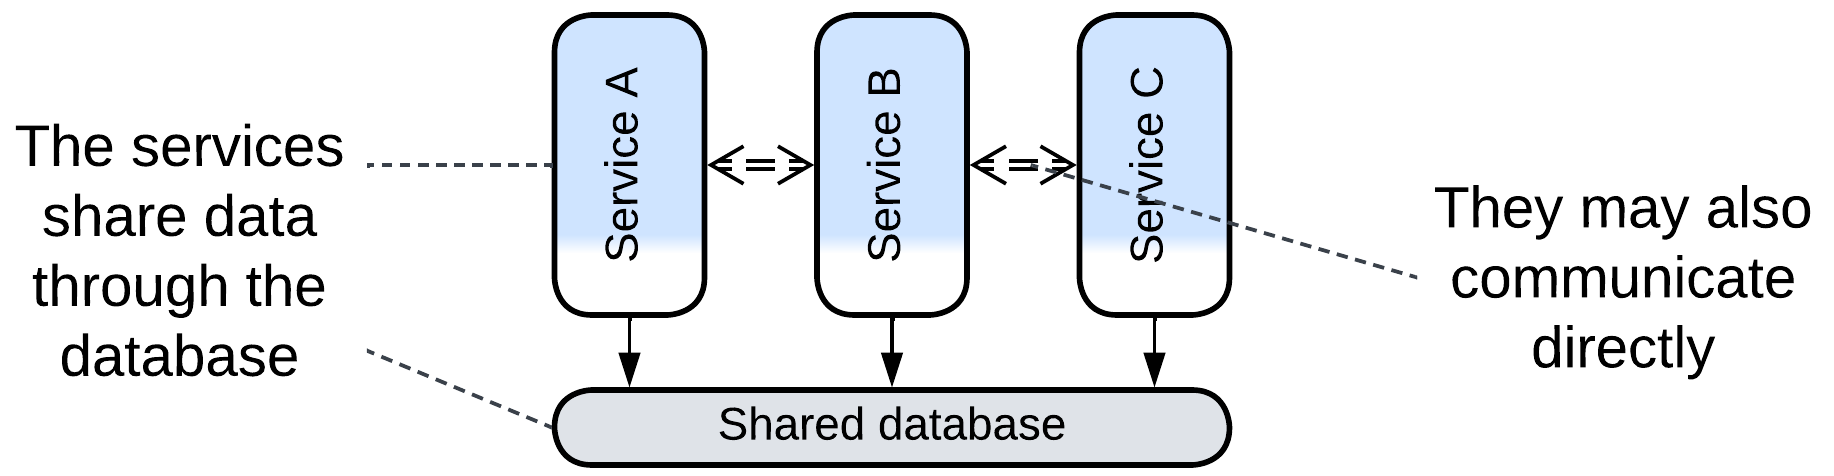 The services
share data
through the
database
Service A
Service B
Service C
They may also
communicate
directly
Shared database